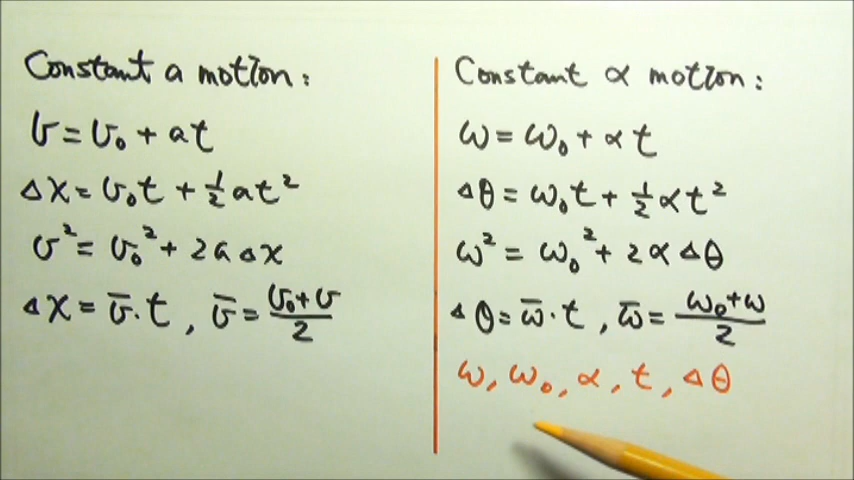 Constant a motion:
v = v₀ + at
Δx = v₀t + ½at²
v² = v₀² + 2aΔx
Δx = v̄·t, v̄ = (v₀+v)/2
Constant α motion:
ω = ω₀ + αt
Δθ = ω₀t + ½αt²
ω² = ω₀² + 2αΔθ
Δθ = ω̄·t, ω̄ = (ω₀+ω)/2
ω, ω₀, α, t, Δθ